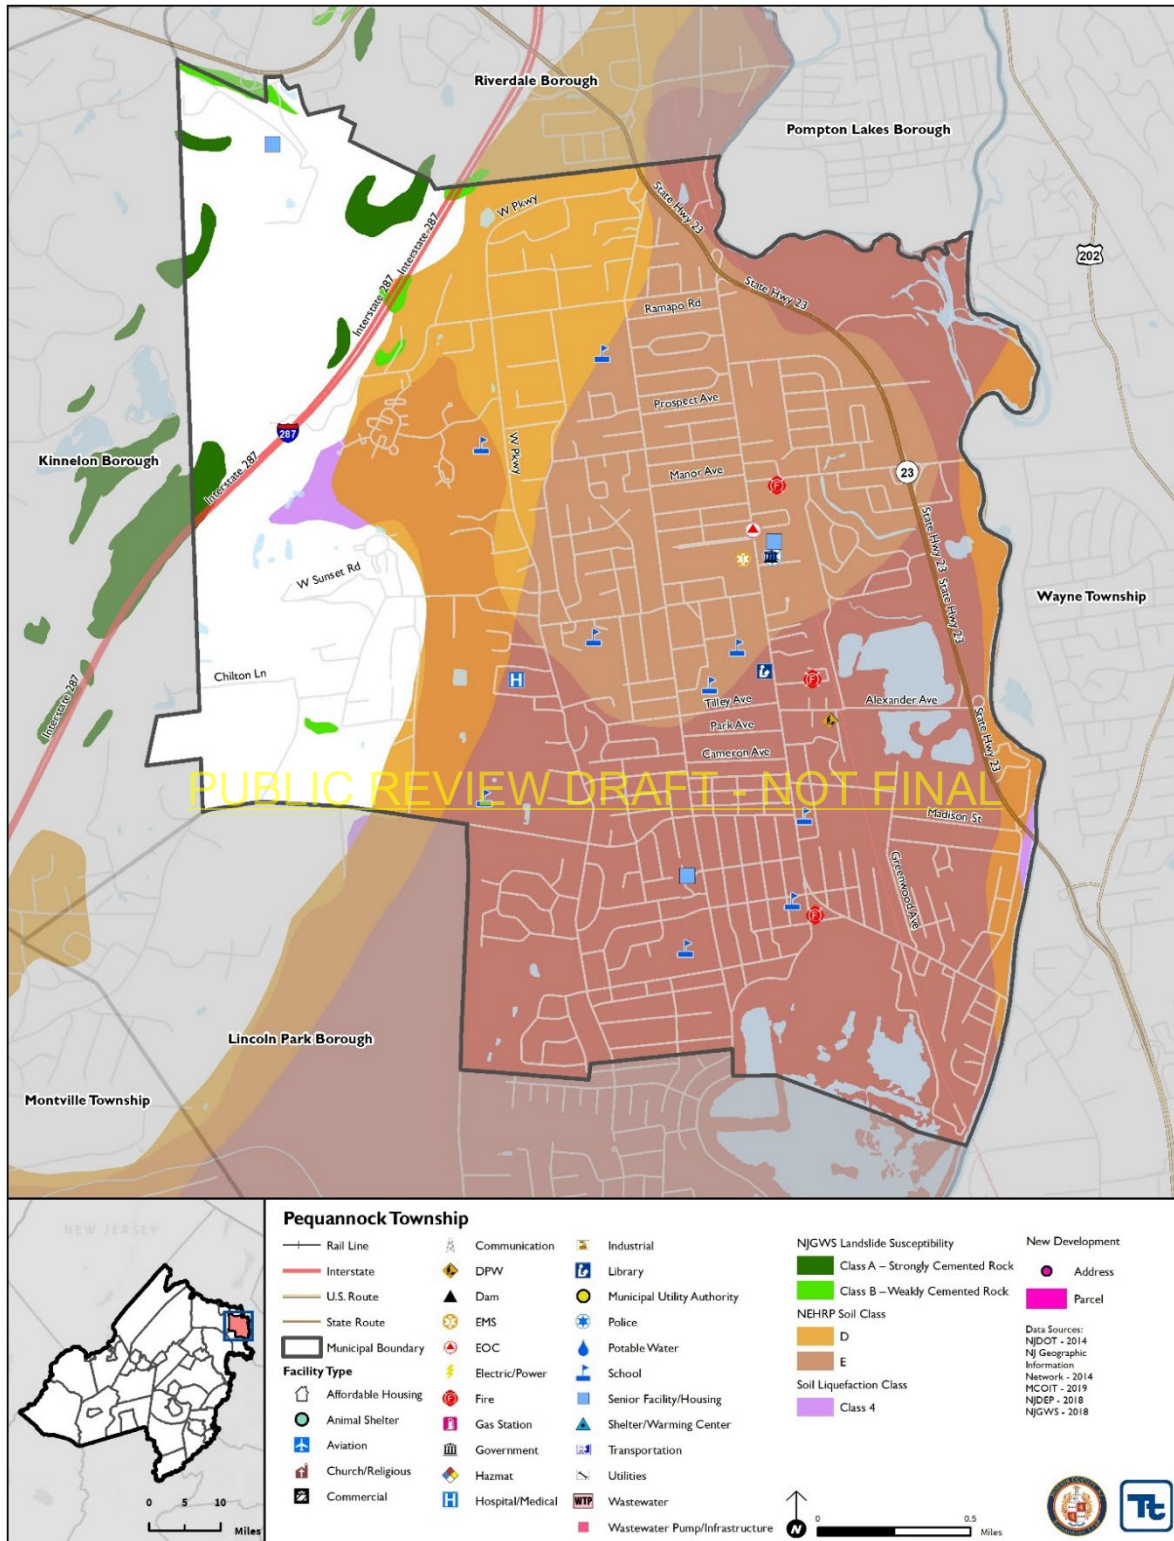 Riverdale Borough
Pompton Lakes Borough
W Pkwy
State Hwy 23
Interstate 287
202
Interstate 287
State Hwy 23
Ramapo Rd
Prospect Ave
287
W Pkwy
Kinnelon Borough
Manor Ave
23
Interstate 287
State Hwy 23
State Hwy 23
W Sunset Rd
Wayne Township
Chilton Ln
H
Interstate 287
Tilley Ave
Alexander Ave
Park Ave
State Hwy 23
Cameron Ave
PUBLIC REVIEW DRAFT - NOT FINAL
Madison St
Greenwood Ave
Lincoln Park Borough
Montville Township
NEW JERSEY
0 5 10
Miles
Pequannock Township
Rail Line
Interstate
U.S. Route
State Route
Municipal Boundary
Facility Type
Affordable Housing
Animal Shelter
Aviation
Church/Religious
Commercial
Communication
DPW
Dam
EMS
EOC
Electric/Power
Fire
Gas Station
Government
Hazmat
H Hospital/Medical
Industrial
Library
Municipal Utility Authority
Police
Potable Water
School
Senior Facility/Housing
Shelter/Warming Center
Transportation
Utilities
WTP Wastewater
Wastewater Pump/Infrastructure
NJGWS Landslide Susceptibility
Class A – Strongly Cemented Rock
Class B – Weakly Cemented Rock
NEHRP Soil Class
D
E
Soil Liquefaction Class
Class 4
New Development
Address
Parcel
Data Sources:
NJDOT - 2014
NJ Geographic
Information
Network - 2014
MCOIT - 2019
NJDEP - 2018
NJGWS - 2018
N
0 0.5
Miles
Tt